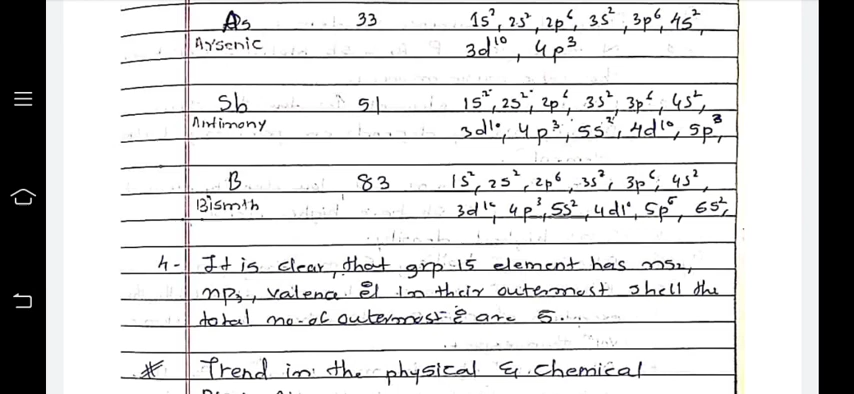 As 33 1s², 2s², 2p⁶, 3s², 3p⁶, 4s²,
Arsenic 3d¹⁰, 4p³
Sb 51 1s², 2s², 2p⁶, 3s², 3p⁶, 4s²,
Antimony 3d¹⁰, 4p³, 5s², 4d¹⁰, 5p³,
B 83 1s², 2s², 2p⁶, 3s², 3p⁶, 4s²,
Bismth 3d¹⁰, 4p³, 5s², 4d¹⁰, 5p⁶, 6s²,
4- It is clear, that grp 15 element has ns₂,
np₃, valena el in their outermost shell the
total no-of outermost e are 5.
* Trend in the physical & chemical